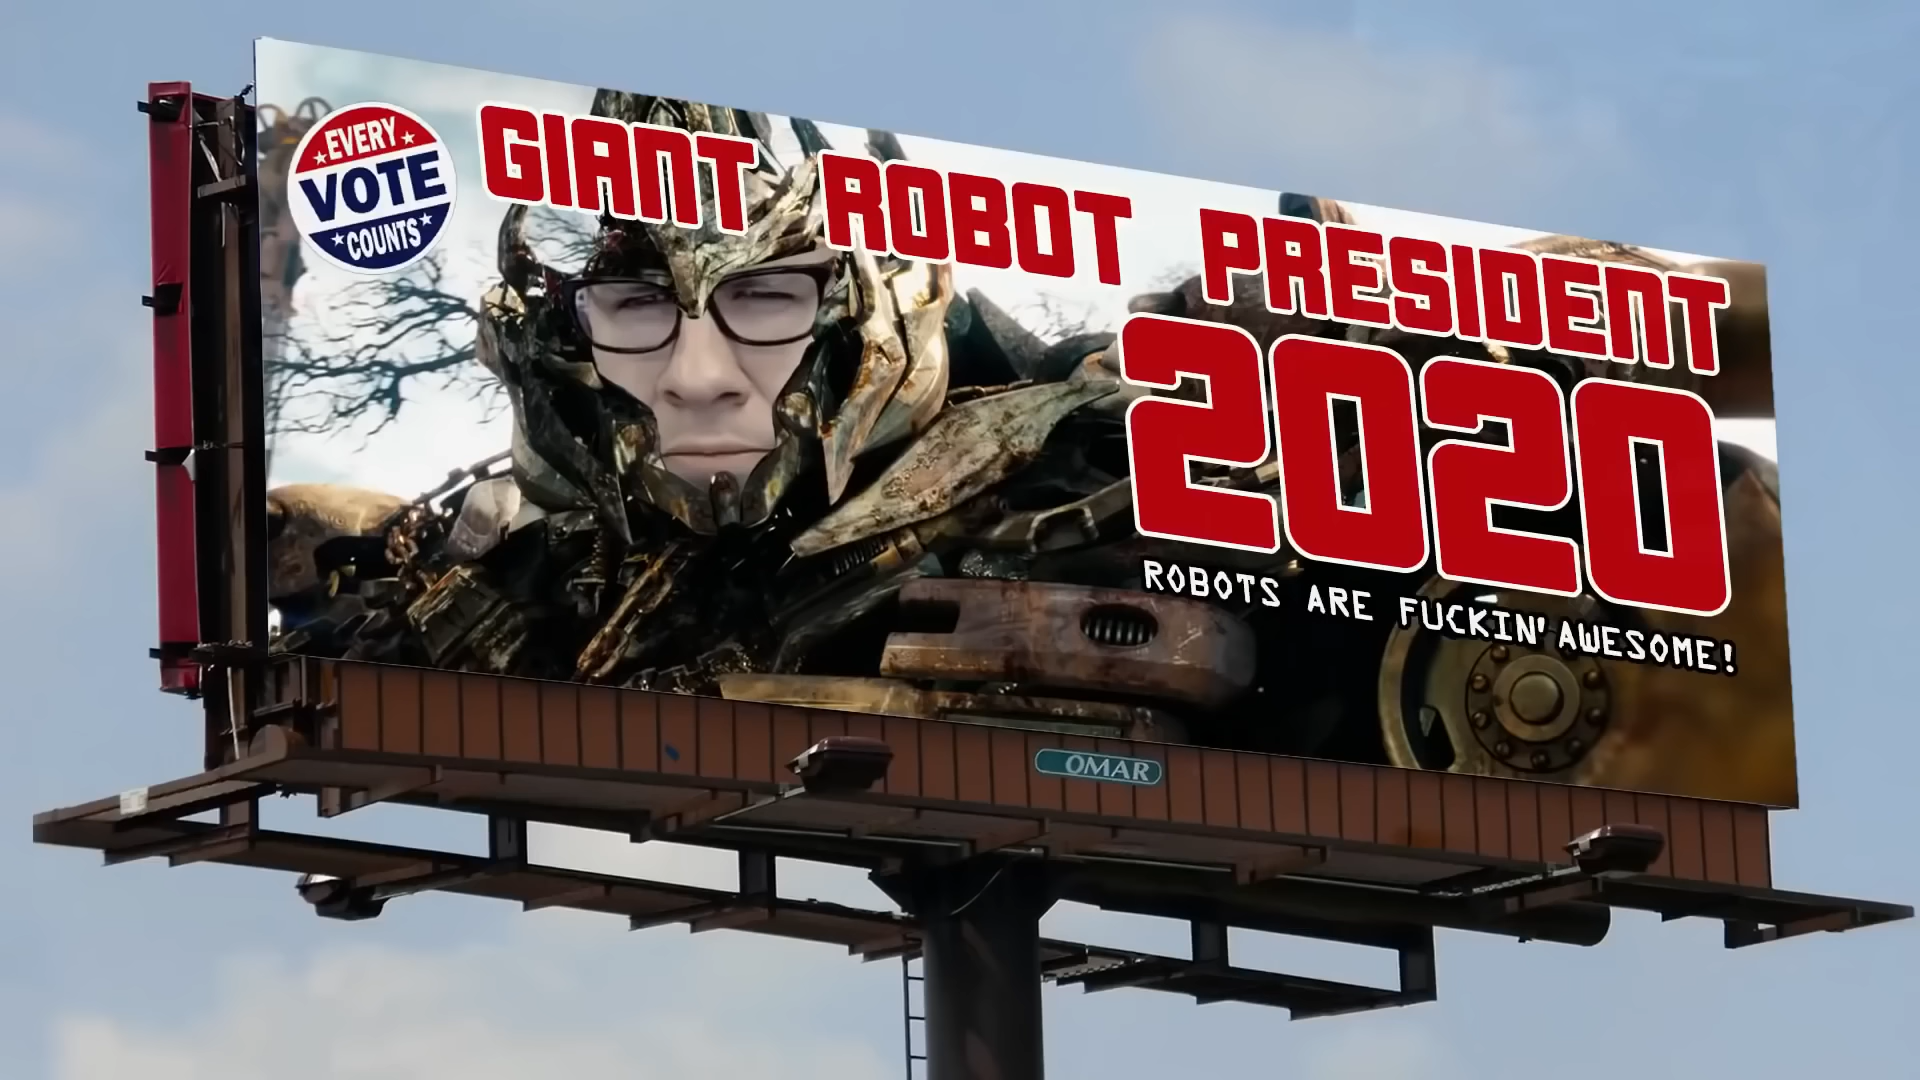 EVERY
VOTE
COUNTS
GIANT ROBOT PRESIDENT
2020
ROBOTS ARE FUCKIN' AWESOME!
OMAR